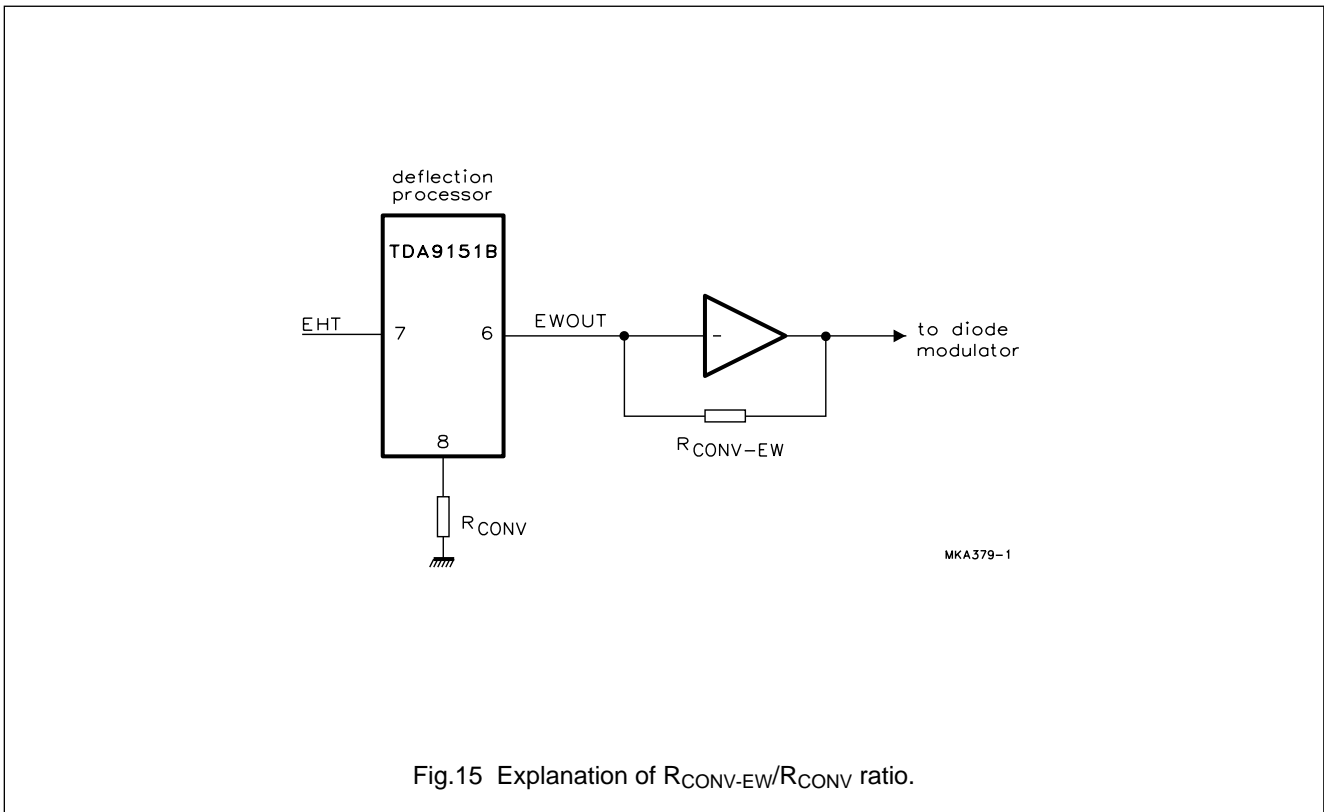 deflection
processor
TDA9151B
EHT
7
6
EWOUT
-
to diode
modulator
8
RCONV-EW
RCONV
MKA379-1
Fig.15 Explanation of RCONV-EW/RCONV ratio.